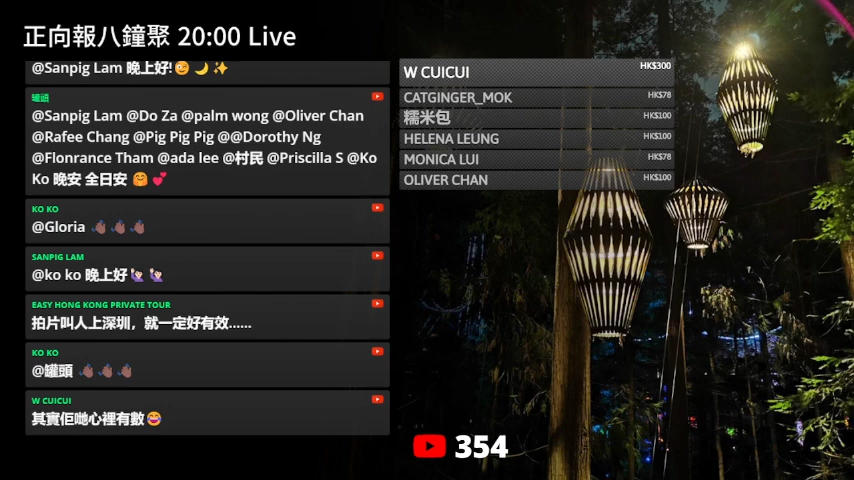 正向報八鐘聚 20:00 Live
@Sanpig Lam 晚上好!😉 🌙 ✨
罐頭
@Sanpig Lam @Do Za @palm wong @Oliver Chan
@Rafee Chang @Pig Pig Pig @@Dorothy Ng
@Flonrance Tham @ada lee @村民 @Priscilla S @Ko
Ko 晚安 全日安 🤗 💕
KO KO
@Gloria
SANPIG LAM
@ko ko 晚上好
EASY HONG KONG PRIVATE TOUR
拍片叫人上深圳，就一定好有效......
KO KO
@罐頭
W CUICUI
其實佢哋心裡有數😂
W CUICUI HK$300
CATGINGER_MOK HK$78
糯米包 HK$100
HELENA LEUNG HK$100
MONICA LUI HK$78
OLIVER CHAN HK$100
354